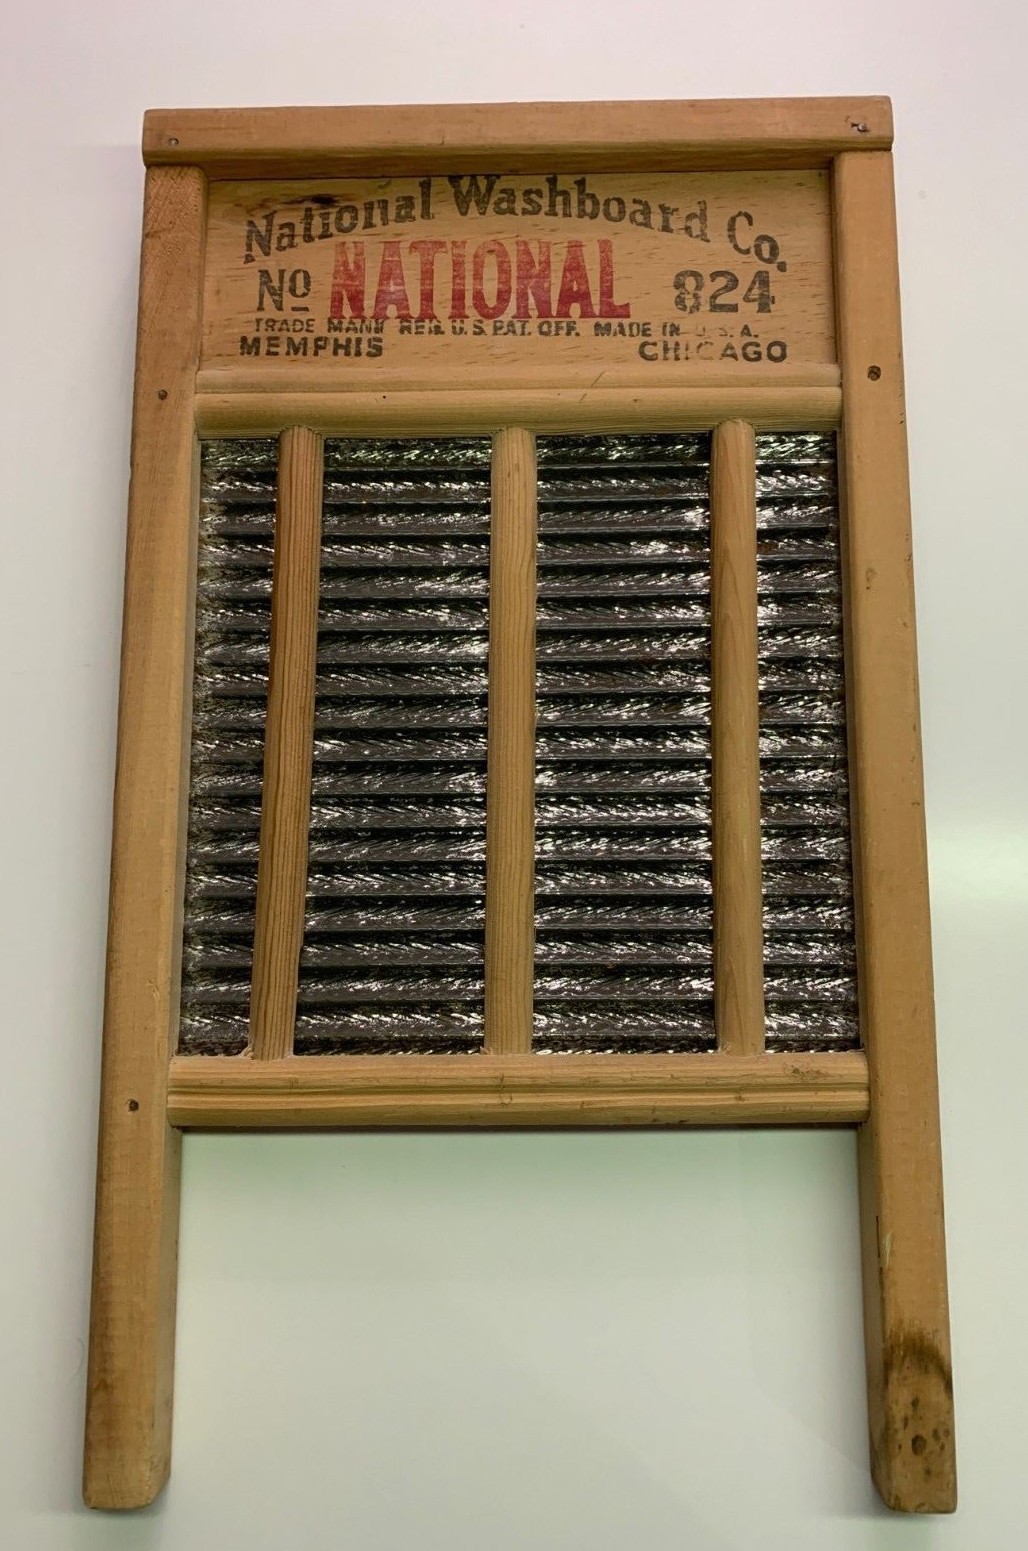 National Washboard Co.
No NATIONAL 824
TRADE MARK REG. U.S. PAT. OFF. MADE IN U.S.A.
MEMPHIS CHICAGO